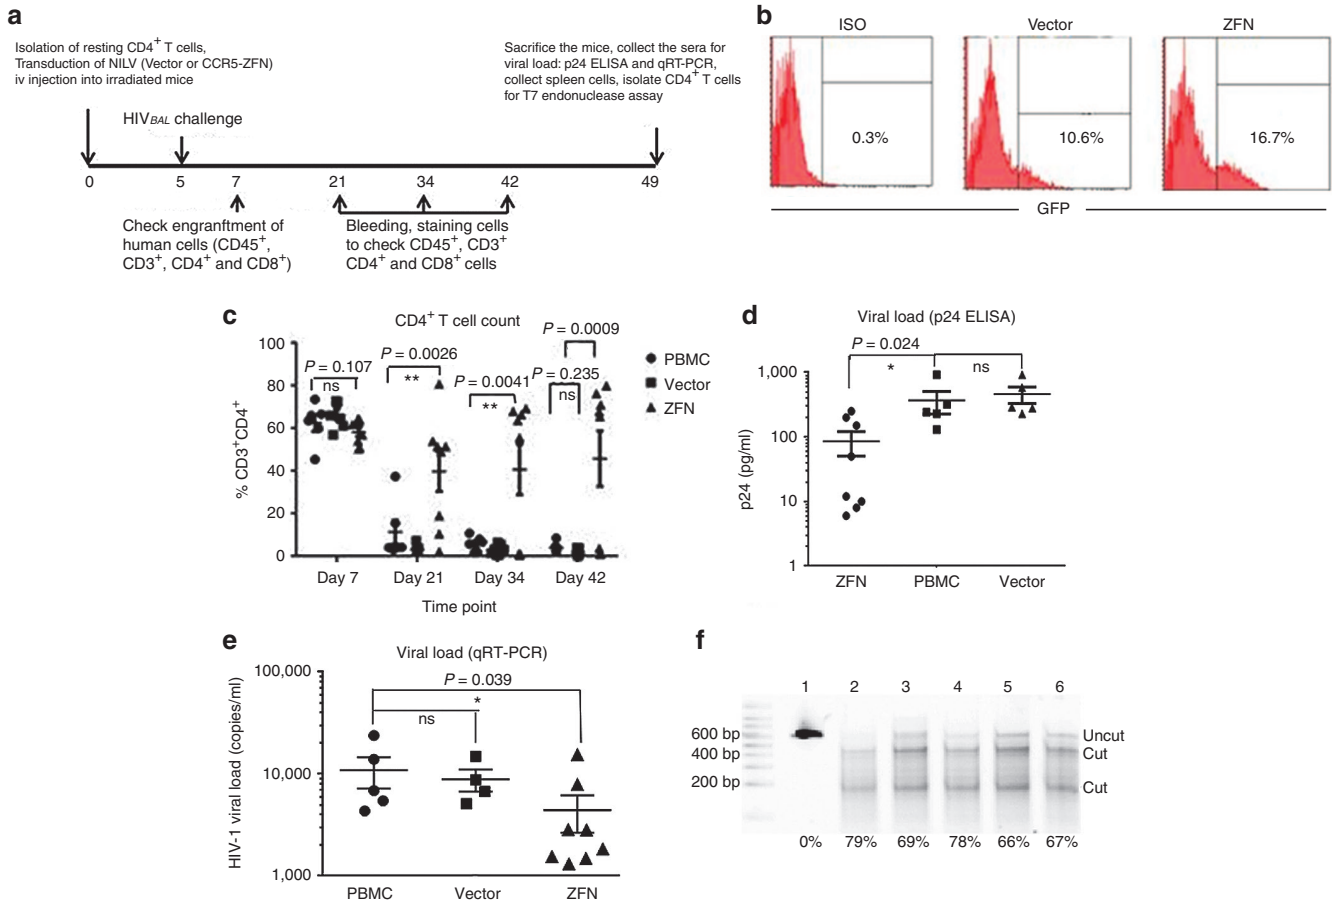 a
Isolation of resting CD4+ T cells,
Transduction of NILV (Vector or CCR5-ZFN)
iv injection into irradiated mice
Sacrifice the mice, collect the sera for
viral load: p24 ELISA and qRT-PCR,
collect spleen cells, isolate CD4+ T cells
for T7 endonuclease assay
HIVBAL challenge
0 5 7 21 34 42 49
Check engranftment of
human cells (CD45+,
CD3+, CD4+ and CD8+)
Bleeding, staining cells
to check CD45+, CD3+
CD4+ and CD8+ cells
b
ISO Vector ZFN
0.3% 10.6% 16.7%
GFP
c
CD4+ T cell count
P = 0.0009
P = 0.0026
P = 0.107
P = 0.0041
P = 0.235
ns ** ** ns
PBMC
Vector
ZFN
% CD3+CD4+
100
80
60
40
20
0
Day 7 Day 21 Day 34 Day 42
Time point
d
Viral load (p24 ELISA)
P = 0.024
* ns
p24 (pg/ml)
1,000
100
10
1
ZFN PBMC Vector
e
Viral load (qRT-PCR)
P = 0.039
*
ns
HIV-1 viral load (copies/ml)
100,000
10,000
1,000
PBMC Vector ZFN
f
1 2 3 4 5 6
600 bp
400 bp
200 bp
Uncut
Cut
Cut
0% 79% 69% 78% 66% 67%